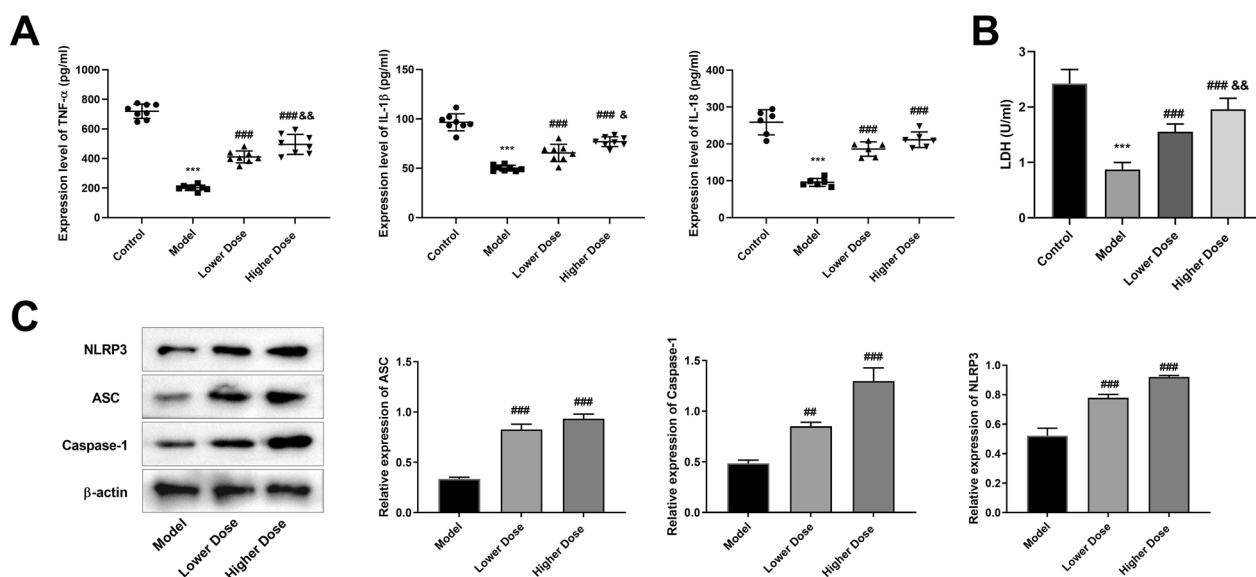 A
Expression level of TNF-α (pg/ml)
1000
800
600
400
200
0
***
###
### &&
Control
Model
Lower Dose
Higher Dose
Expression level of IL-1β (pg/ml)
150
100
50
0
***
###
### &
Control
Model
Lower Dose
Higher Dose
Expression level of IL-18 (pg/ml)
400
300
200
100
0
***
###
###
Control
Model
Lower Dose
Higher Dose
B
LDH (U/ml)
3
2
1
0
***
###
### &&
Control
Model
Lower Dose
Higher Dose
C
NLRP3
ASC
Caspase-1
β-actin
Model
Lower Dose
Higher Dose
Relative expression of ASC
1.5
1.0
0.5
0.0
###
###
Model
Lower Dose
Higher Dose
Relative expression of Caspase-1
1.5
1.0
0.5
0.0
##
###
Model
Lower Dose
Higher Dose
Relative expression of NLRP3
1.0
0.8
0.6
0.4
0.2
0.0
###
###
Model
Lower Dose
Higher Dose